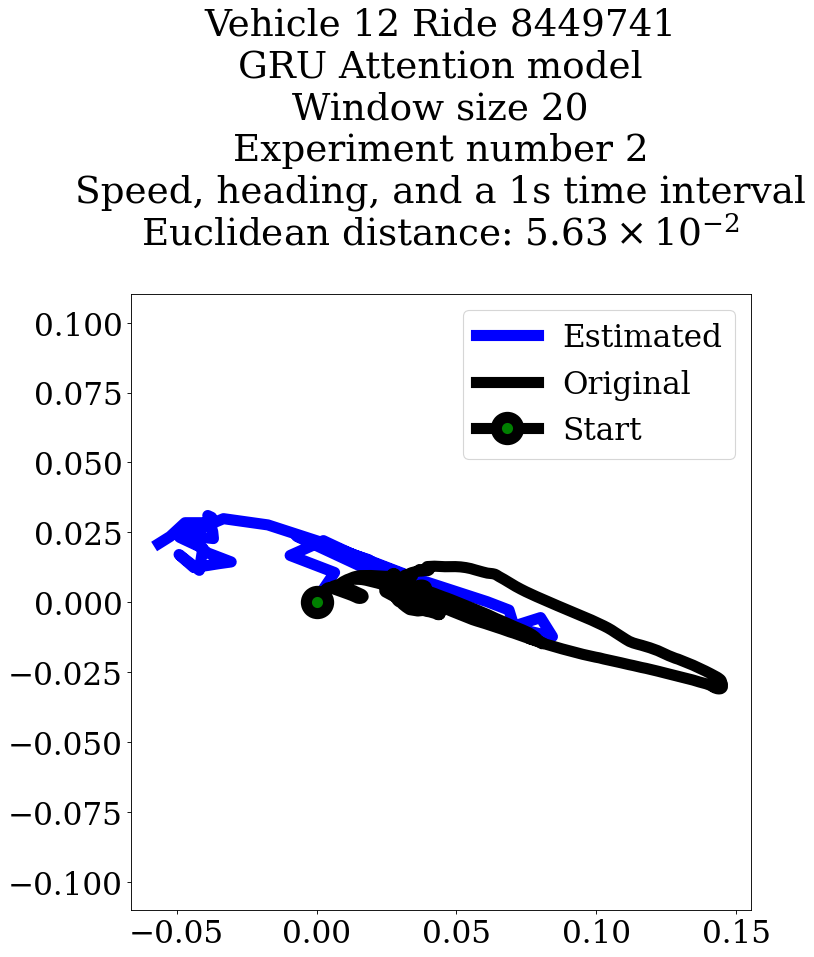 Vehicle 12 Ride 8449741
GRU Attention model
Window size 20
Experiment number 2
Speed, heading, and a 1s time interval
Euclidean distance: 5.63 × 10⁻²
Estimated
Original
Start
0.100
0.075
0.050
0.025
0.000
−0.025
−0.050
−0.075
−0.100
−0.05 0.00 0.05 0.10 0.15